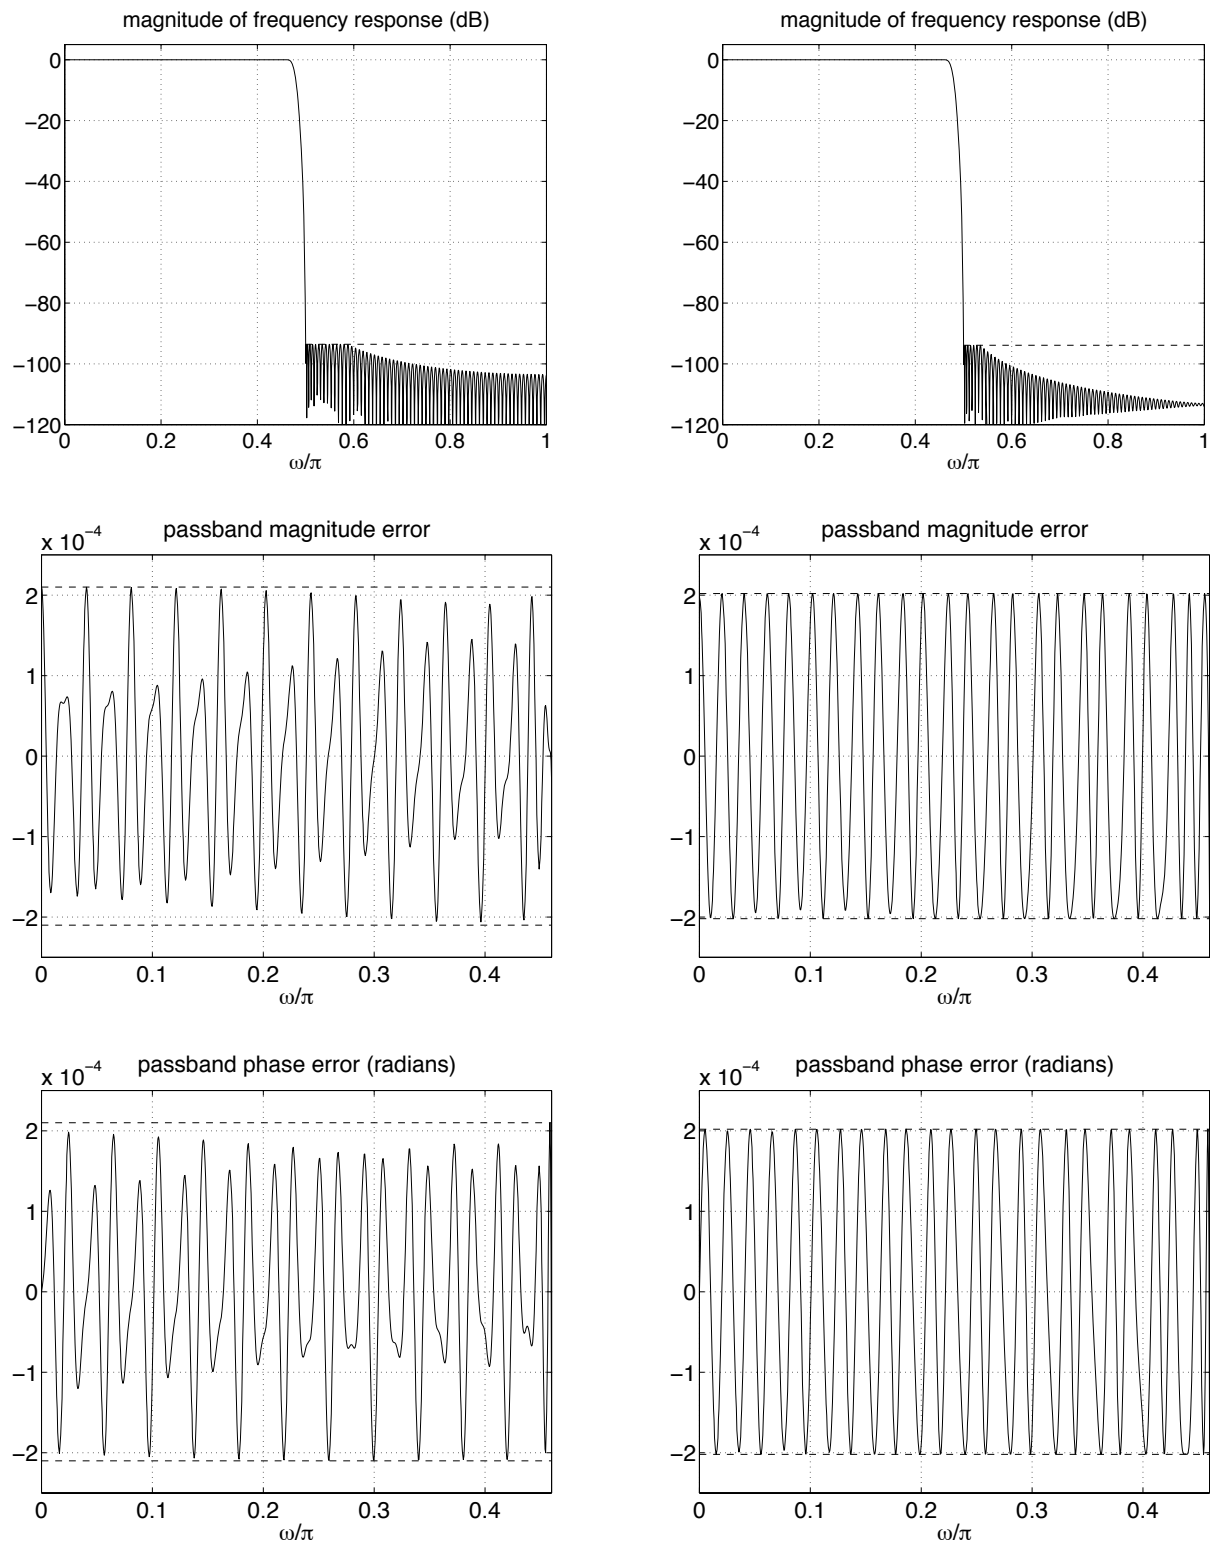 magnitude of frequency response (dB)
0
−20
−40
−60
−80
−100
−120
0 0.2 0.4 0.6 0.8 1
ω/π
magnitude of frequency response (dB)
0
−20
−40
−60
−80
−100
−120
0 0.2 0.4 0.6 0.8 1
ω/π
passband magnitude error
x 10⁻⁴
2
1
0
−1
−2
0 0.1 0.2 0.3 0.4
ω/π
passband magnitude error
x 10⁻⁴
2
1
0
−1
−2
0 0.1 0.2 0.3 0.4
ω/π
passband phase error (radians)
x 10⁻⁴
2
1
0
−1
−2
0 0.1 0.2 0.3 0.4
ω/π
passband phase error (radians)
x 10⁻⁴
2
1
0
−1
−2
0 0.1 0.2 0.3 0.4
ω/π